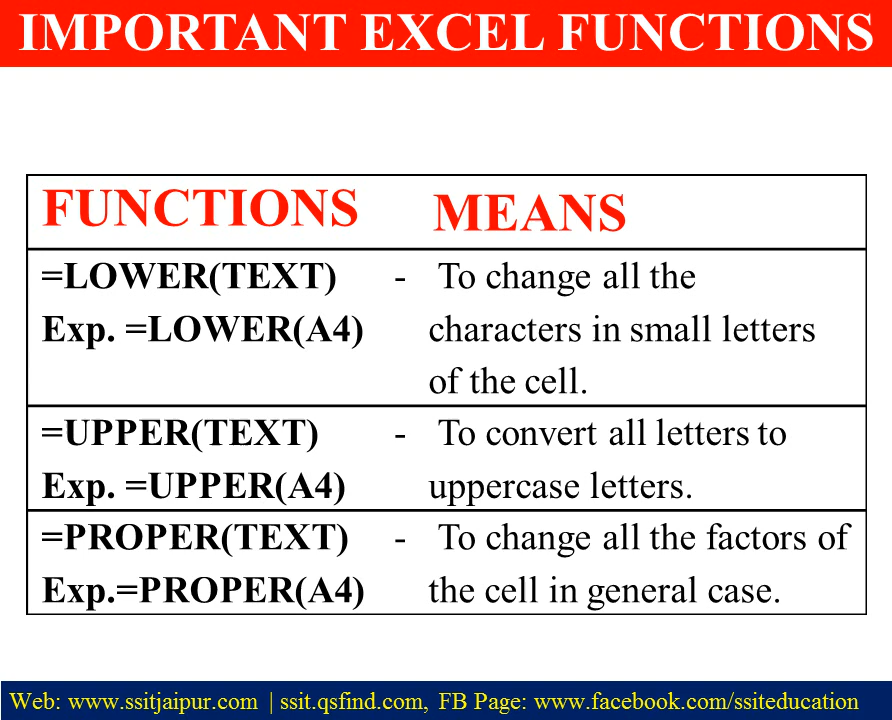 IMPORTANT EXCEL FUNCTIONS
FUNCTIONS MEANS
=LOWER(TEXT) - To change all the
Exp. =LOWER(A4) characters in small letters
of the cell.
=UPPER(TEXT) - To convert all letters to
Exp. =UPPER(A4) uppercase letters.
=PROPER(TEXT) - To change all the factors of
Exp.=PROPER(A4) the cell in general case.
Web: www.ssitjaipur.com | ssit.qsfind.com, FB Page: www.facebook.com/ssiteducation